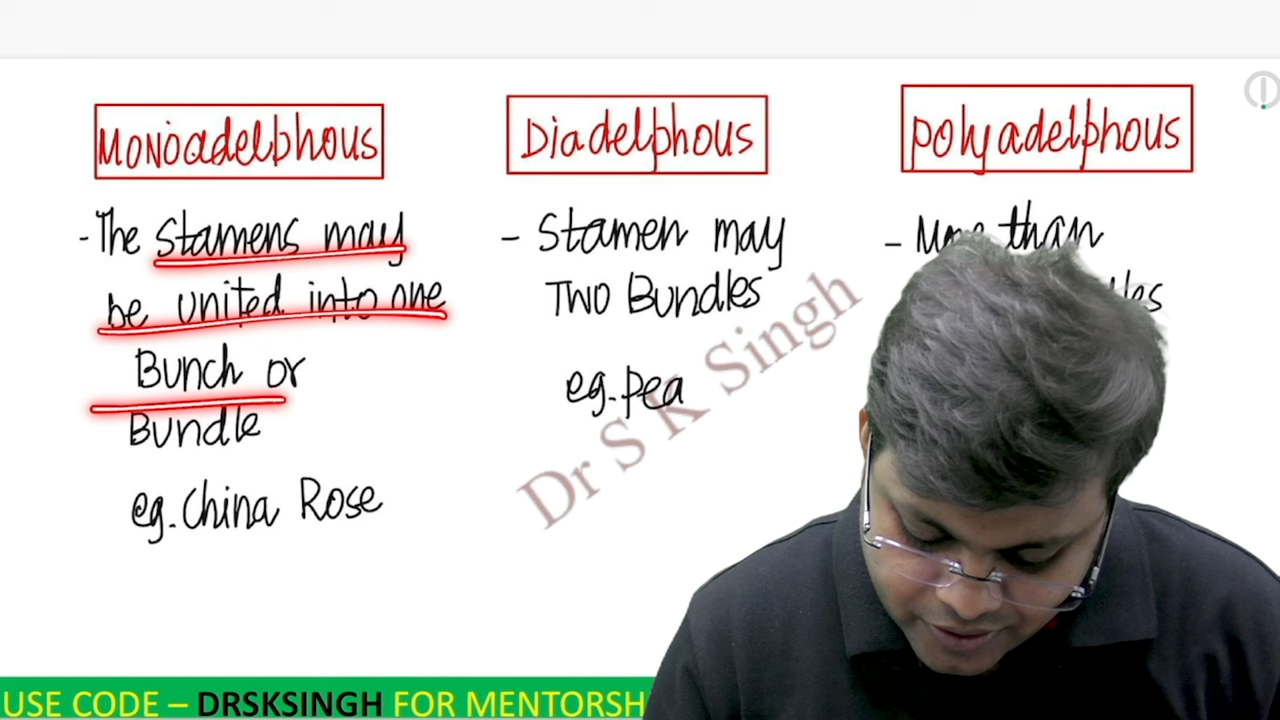 Monoadelphous
- The Stamens may
be united into one
Bunch or
Bundle
eg. China Rose
Diadelphous
- Stamen may
Two Bundles
eg. Pea
Polyadelphous
- More than
Dr S K Singh
USE CODE – DRSKSINGH FOR MENTORSH